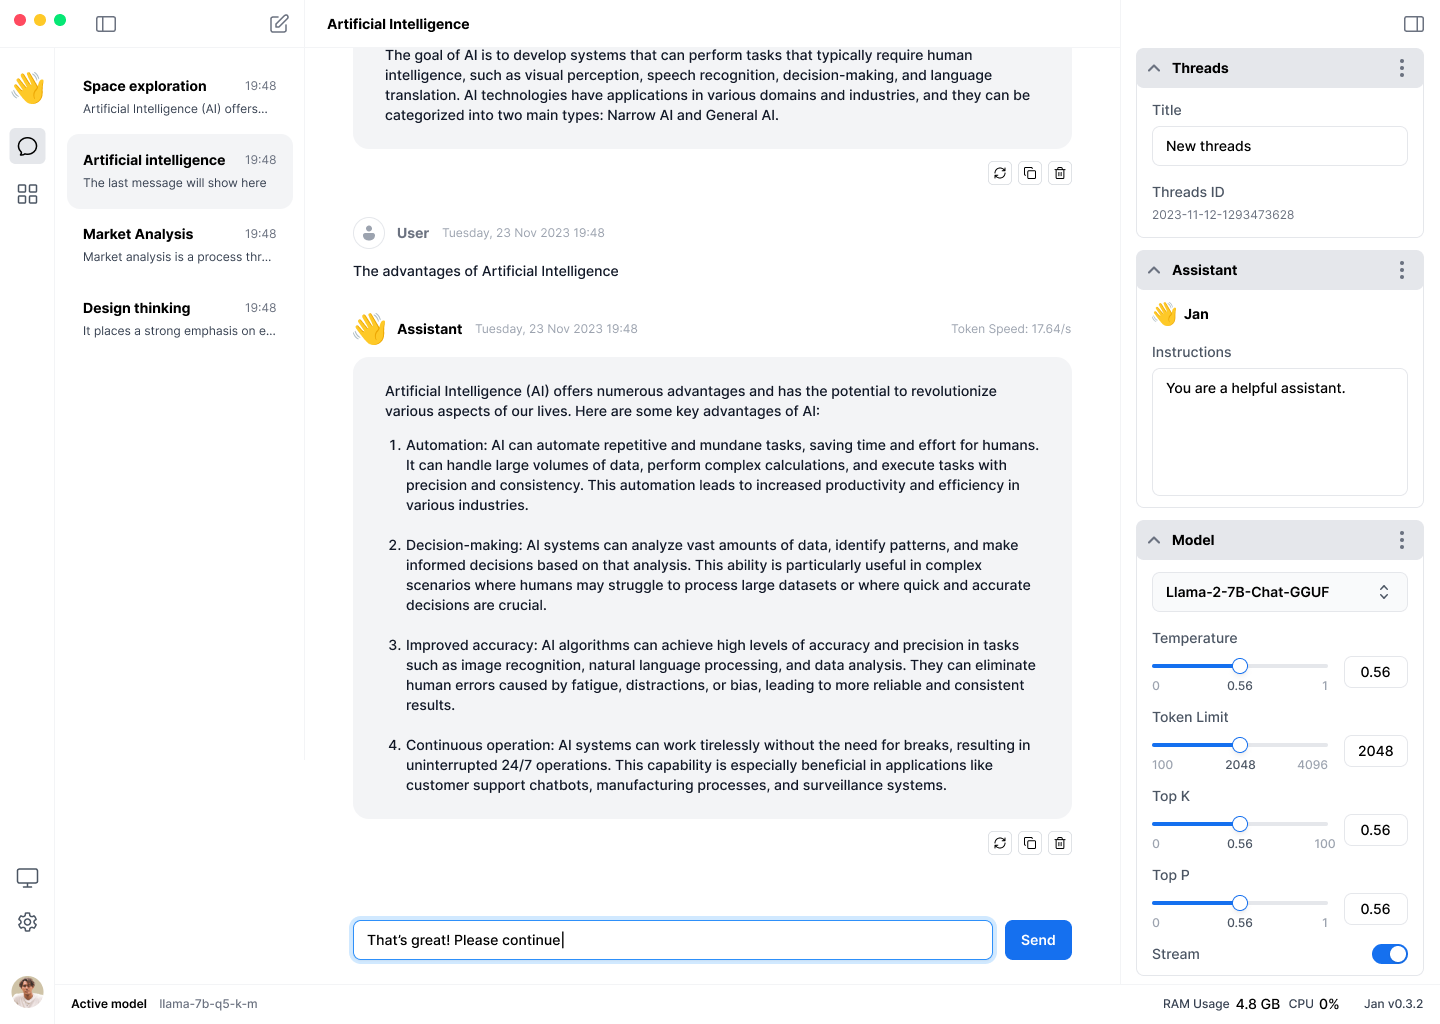 Artificial Intelligence
Space exploration 19:48
Artificial Intelligence (AI) offers...
Artificial intelligence 19:48
The last message will show here
Market Analysis 19:48
Market analysis is a process thr...
Design thinking 19:48
It places a strong emphasis on e...
The goal of AI is to develop systems that can perform tasks that typically require human
intelligence, such as visual perception, speech recognition, decision-making, and language
translation. AI technologies have applications in various domains and industries, and they can be
categorized into two main types: Narrow AI and General AI.
User Tuesday, 23 Nov 2023 19:48
The advantages of Artificial Intelligence
Assistant Tuesday, 23 Nov 2023 19:48 Token Speed: 17.64/s
Artificial Intelligence (AI) offers numerous advantages and has the potential to revolutionize
various aspects of our lives. Here are some key advantages of AI:
1. Automation: AI can automate repetitive and mundane tasks, saving time and effort for humans.
It can handle large volumes of data, perform complex calculations, and execute tasks with
precision and consistency. This automation leads to increased productivity and efficiency in
various industries.
2. Decision-making: AI systems can analyze vast amounts of data, identify patterns, and make
informed decisions based on that analysis. This ability is particularly useful in complex
scenarios where humans may struggle to process large datasets or where quick and accurate
decisions are crucial.
3. Improved accuracy: AI algorithms can achieve high levels of accuracy and precision in tasks
such as image recognition, natural language processing, and data analysis. They can eliminate
human errors caused by fatigue, distractions, or bias, leading to more reliable and consistent
results.
4. Continuous operation: AI systems can work tirelessly without the need for breaks, resulting in
uninterrupted 24/7 operations. This capability is especially beneficial in applications like
customer support chatbots, manufacturing processes, and surveillance systems.
That's great! Please continue
Send
Threads
Title
New threads
Threads ID
2023-11-12-1293473628
Assistant
Jan
Instructions
You are a helpful assistant.
Model
Llama-2-7B-Chat-GGUF
Temperature
0.56
0 0.56 1
Token Limit
2048
100 2048 4096
Top K
0.56
0 0.56 100
Top P
0.56
0 0.56 1
Stream
Active model llama-7b-q5-k-m
RAM Usage 4.8 GB CPU 0% Jan v0.3.2